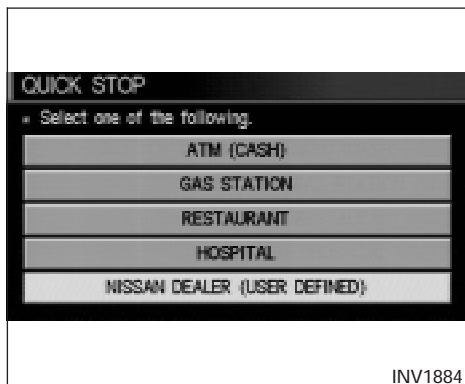 QUICK STOP
Select one of the following.
ATM (CASH)
GAS STATION
RESTAURANT
HOSPITAL
NISSAN DEALER (USER DEFINED)
INV1884